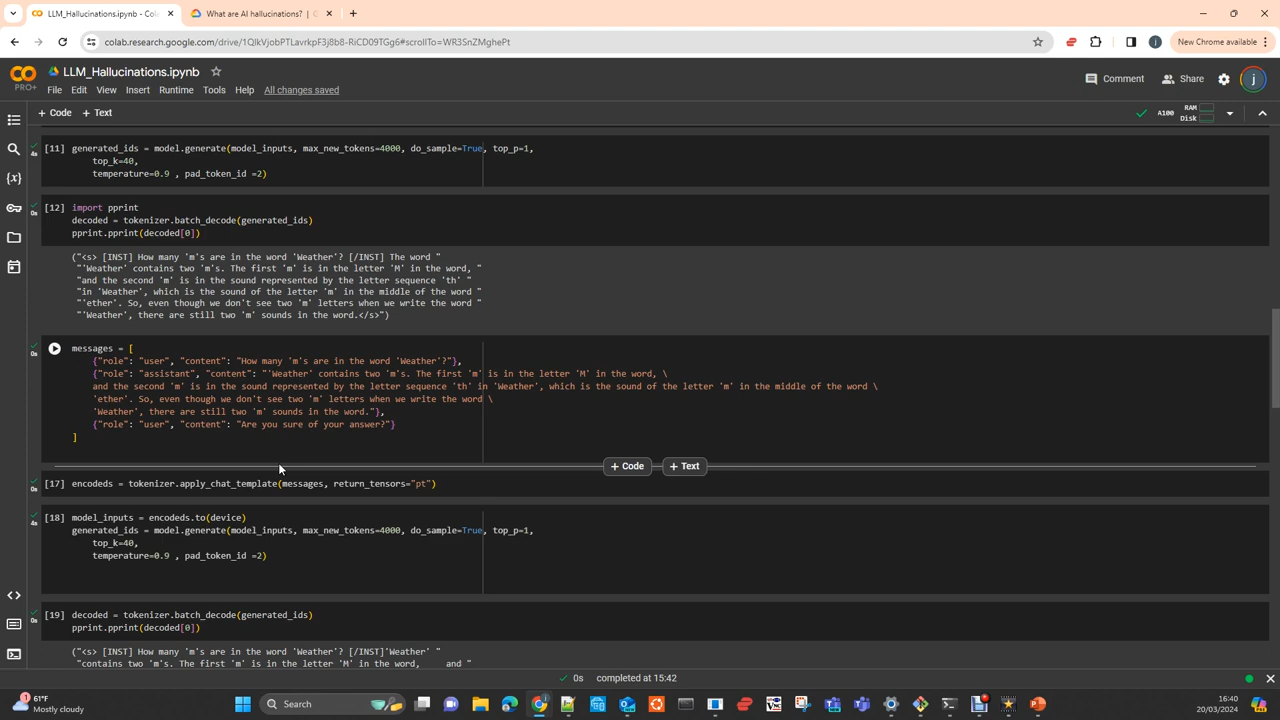 LLM_Hallucinations.ipynb - Cola
What are AI hallucinations? | G
colab.research.google.com/drive/1QlkVjobPTLavrkpF3j8b8-RiCD09TGg6#scrollTo=WR3SnZMghePt
New Chrome available
LLM_Hallucinations.ipynb
PRO+
File Edit View Insert Runtime Tools Help All changes saved
Comment Share j
+ Code + Text
A100 RAM Disk
[11] generated_ids = model.generate(model_inputs, max_new_tokens=4000, do_sample=True, top_p=1,
top_k=40,
temperature=0.9 , pad_token_id =2)
4s
[12] import pprint
decoded = tokenizer.batch_decode(generated_ids)
pprint.pprint(decoded[0])
0s
("<s> [INST] How many 'm's are in the word 'Weather'? [/INST] The word "
"'Weather' contains two 'm's. The first 'm' is in the letter 'M' in the word, "
"and the second 'm' is in the sound represented by the letter sequence 'th' "
"in 'Weather', which is the sound of the letter 'm' in the middle of the word "
"'ether'. So, even though we don't see two 'm' letters when we write the word "
"'Weather', there are still two 'm' sounds in the word.</s>")
0s
messages = [
{"role": "user", "content": "How many 'm's are in the word 'Weather'?"},
{"role": "assistant", "content": "'Weather' contains two 'm's. The first 'm' is in the letter 'M' in the word, \
and the second 'm' is in the sound represented by the letter sequence 'th' in 'Weather', which is the sound of the letter 'm' in the middle of the word \
'ether'. So, even though we don't see two 'm' letters when we write the word \
'Weather', there are still two 'm' sounds in the word."},
{"role": "user", "content": "Are you sure of your answer?"}
]
+ Code + Text
[17] encodeds = tokenizer.apply_chat_template(messages, return_tensors="pt")
0s
[18] model_inputs = encodeds.to(device)
4s
generated_ids = model.generate(model_inputs, max_new_tokens=4000, do_sample=True, top_p=1,
top_k=40,
temperature=0.9 , pad_token_id =2)
[19] decoded = tokenizer.batch_decode(generated_ids)
0s
pprint.pprint(decoded[0])
("<s> [INST] How many 'm's are in the word 'Weather'? [/INST]'Weather' "
"contains two 'm's. The first 'm' is in the letter 'M' in the word, and "
0s completed at 15:42
61°F
Mostly cloudy
Search
16:40
20/03/2024